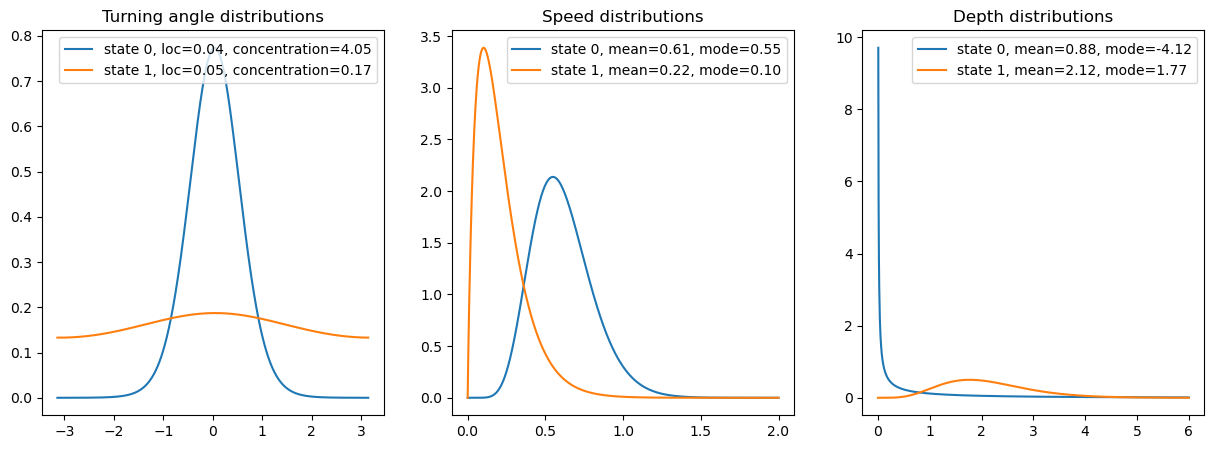 Turning angle distributions
state 0, loc=0.04, concentration=4.05
state 1, loc=0.05, concentration=0.17
0.8
0.7
0.6
0.5
0.4
0.3
0.2
0.1
0.0
−3 −2 −1 0 1 2 3
Speed distributions
state 0, mean=0.61, mode=0.55
state 1, mean=0.22, mode=0.10
3.5
3.0
2.5
2.0
1.5
1.0
0.5
0.0
0.0 0.5 1.0 1.5 2.0
Depth distributions
state 0, mean=0.88, mode=-4.12
state 1, mean=2.12, mode=1.77
10
8
6
4
2
0
0 1 2 3 4 5 6